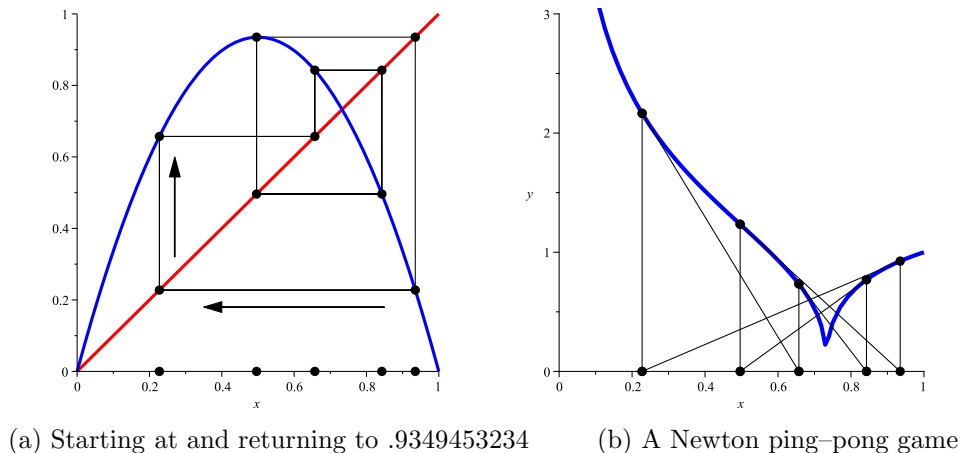 1
0.8
0.6
0.4
0.2
0
0 0.2 0.4 0.6 0.8 1
x
3
2
y
1
0
0 0.2 0.4 0.6 0.8 1
x
(a) Starting at and returning to .9349453234
(b) A Newton ping–pong game